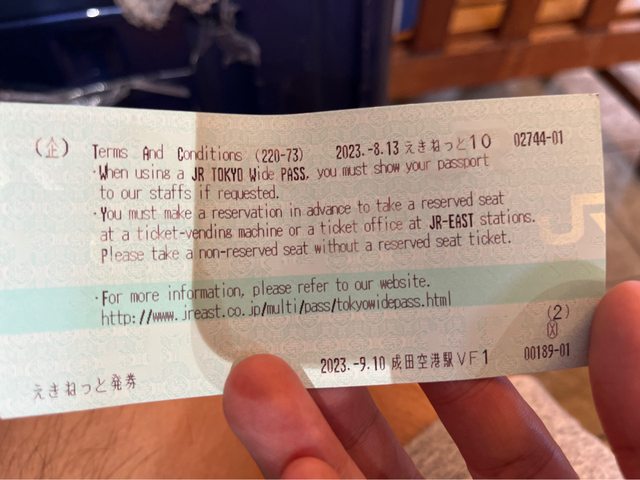 (企) Terms And Conditions (220-73) 2023.-8.13 えきねっと10 02744-01
・When using a JR TOKYO Wide PASS, you must show your passport
to our staffs if requested.
・You must make a reservation in advance to take a reserved seat
at a ticket-vending machine or a ticket office at JR-EAST stations.
Please take a non-reserved seat without a reserved seat ticket.
・For more information, please refer to our website.
http://www.jreast.co.jp/multi/pass/tokyowidepass.html
(2)
2023.-9.10 成田空港駅VF1 00189-01
えきねっと発券
JR